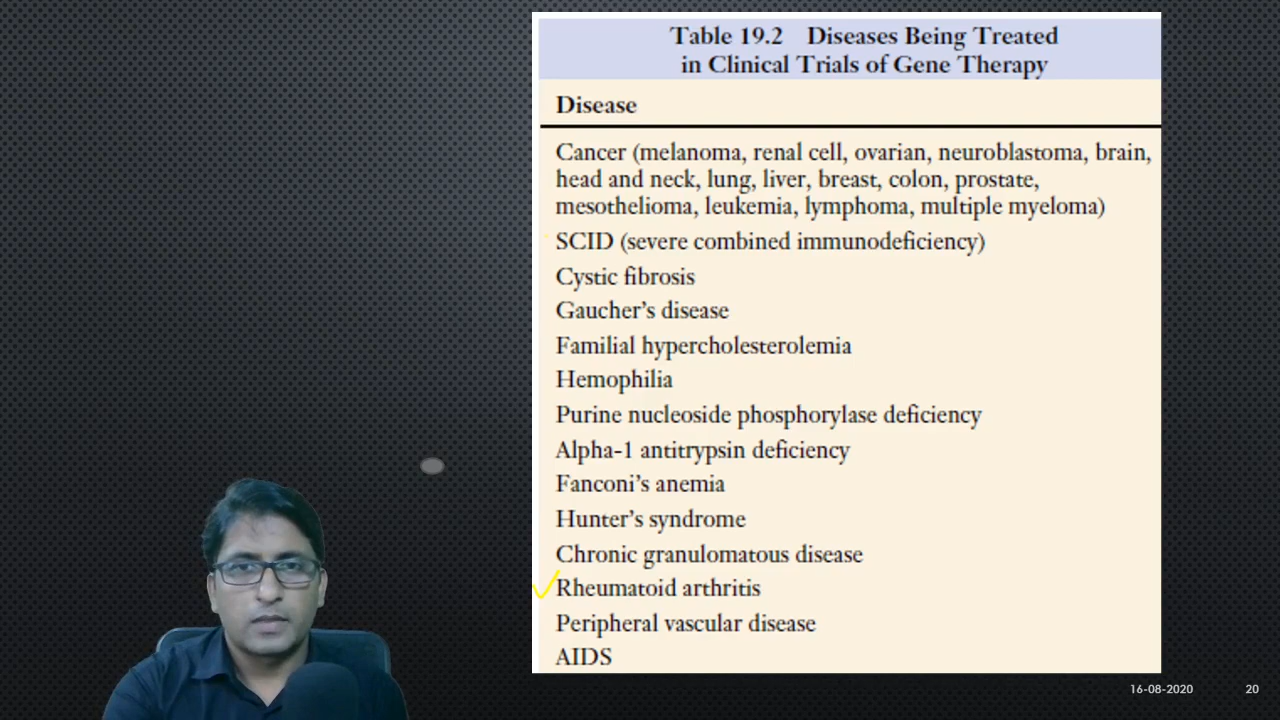 Table 19.2 Diseases Being Treated
in Clinical Trials of Gene Therapy
Disease
Cancer (melanoma, renal cell, ovarian, neuroblastoma, brain,
head and neck, lung, liver, breast, colon, prostate,
mesothelioma, leukemia, lymphoma, multiple myeloma)
SCID (severe combined immunodeficiency)
Cystic fibrosis
Gaucher’s disease
Familial hypercholesterolemia
Hemophilia
Purine nucleoside phosphorylase deficiency
Alpha-1 antitrypsin deficiency
Fanconi’s anemia
Hunter’s syndrome
Chronic granulomatous disease
Rheumatoid arthritis
Peripheral vascular disease
AIDS
16-08-2020 20